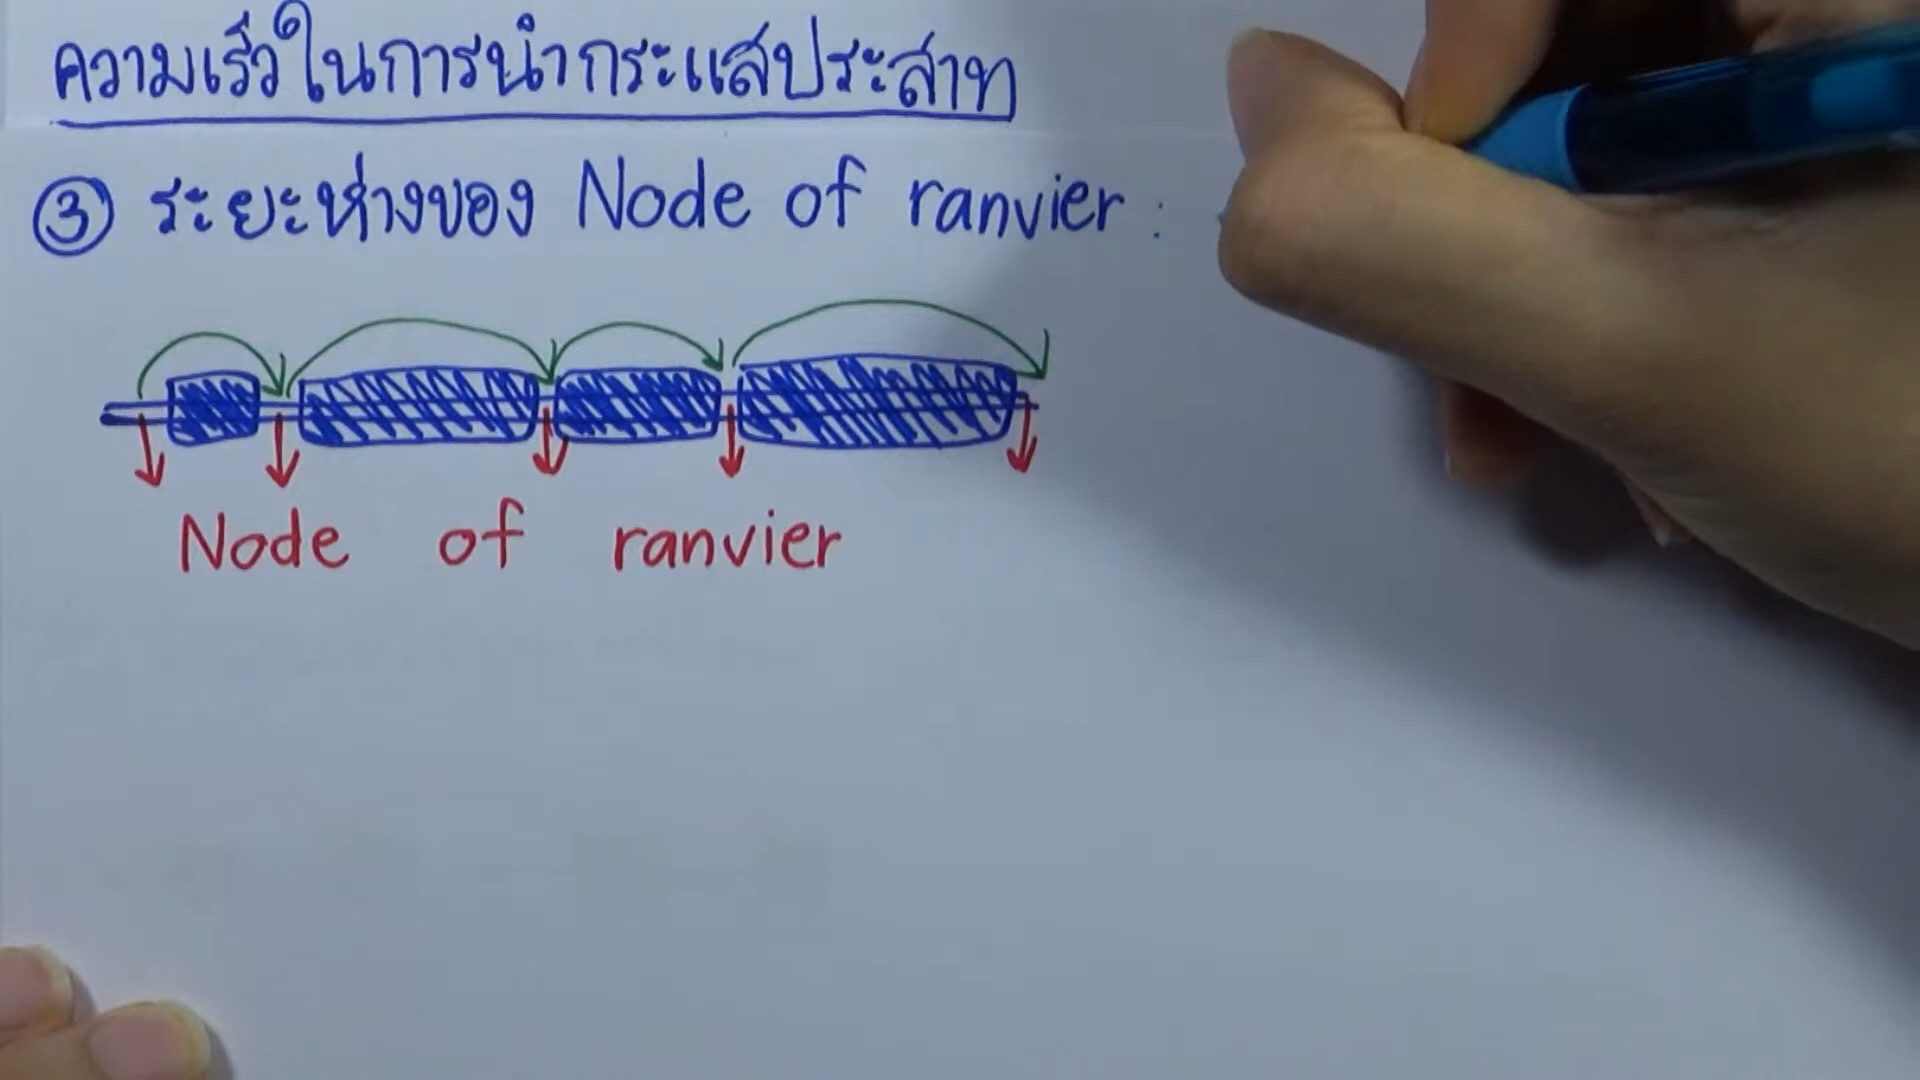 ความเร็วในการนำกระแสประสาท
③ ระยะห่างของ Node of ranvier :
Node of ranvier